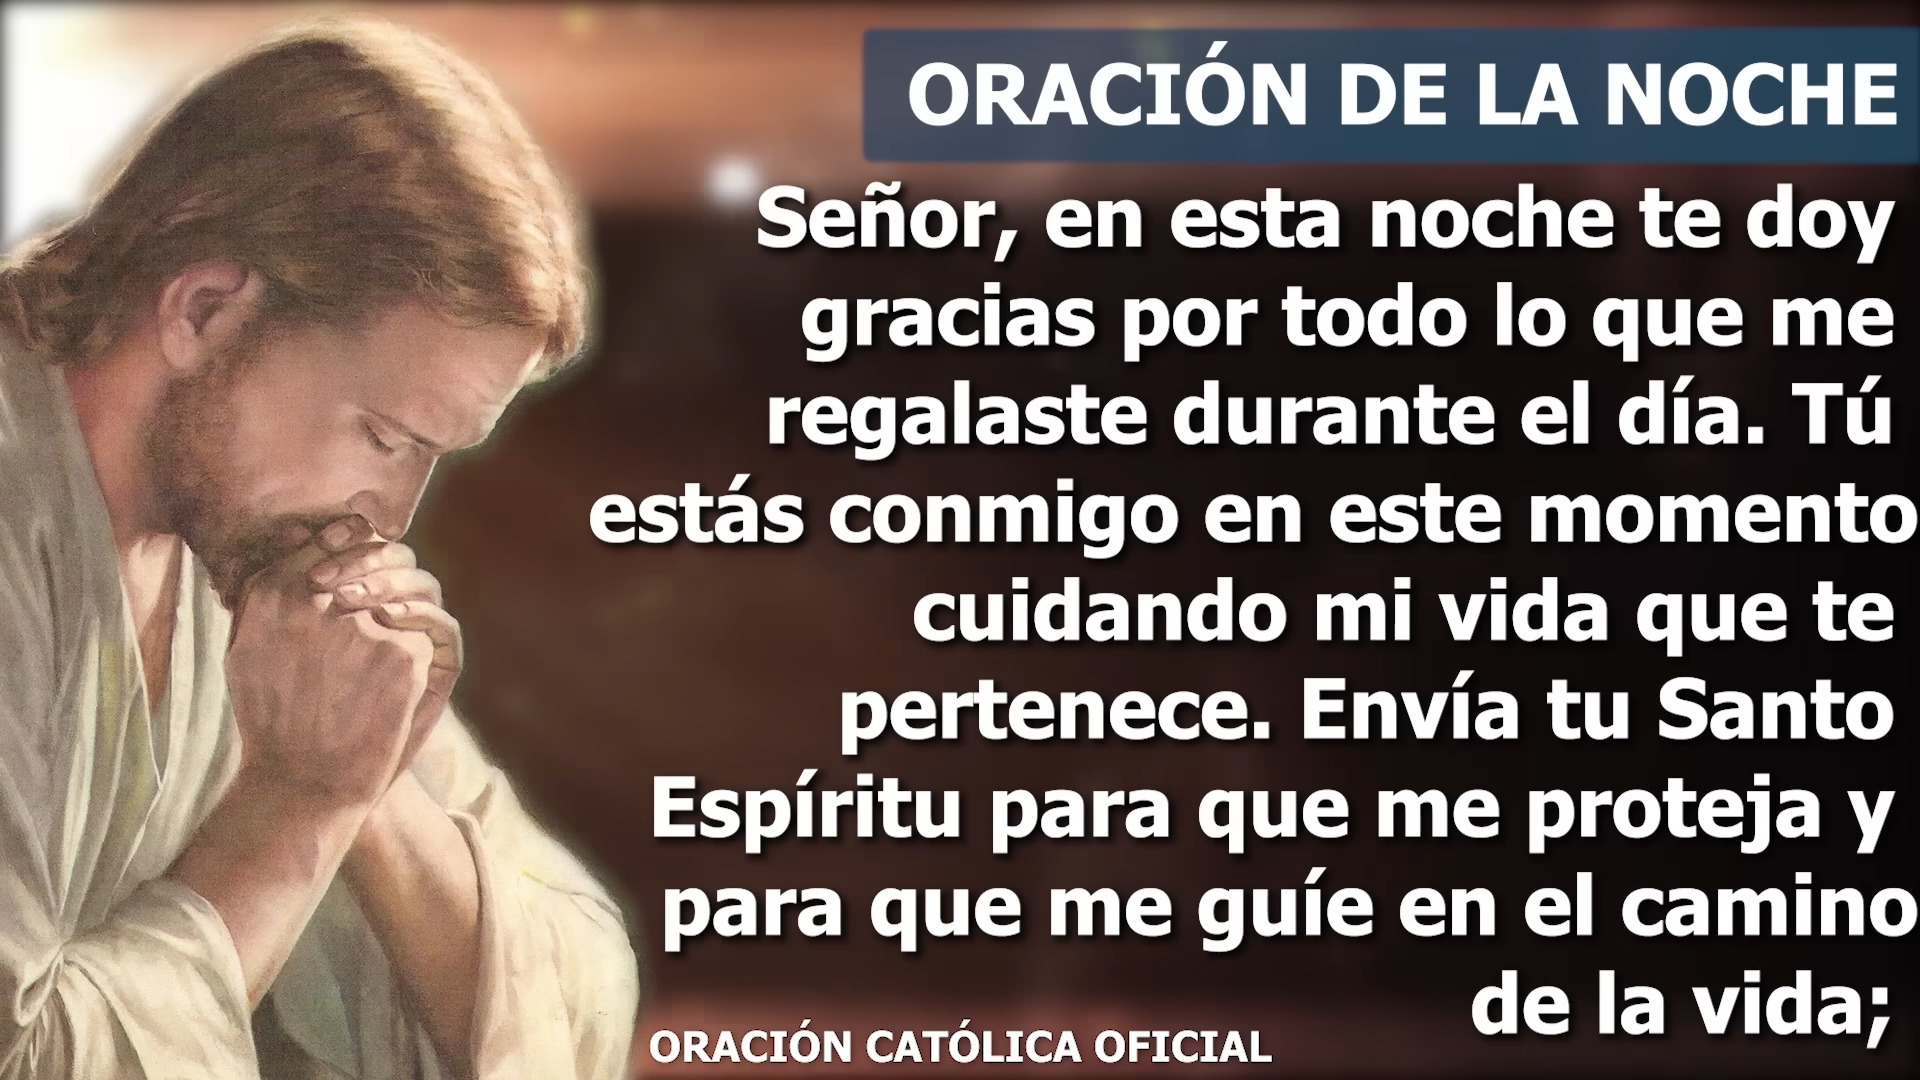 ORACIÓN DE LA NOCHE
Señor, en esta noche te doy
gracias por todo lo que me
regalaste durante el día. Tú
estás conmigo en este momento
cuidando mi vida que te
pertenece. Envía tu Santo
Espíritu para que me proteja y
para que me guíe en el camino
de la vida;
ORACIÓN CATÓLICA OFICIAL